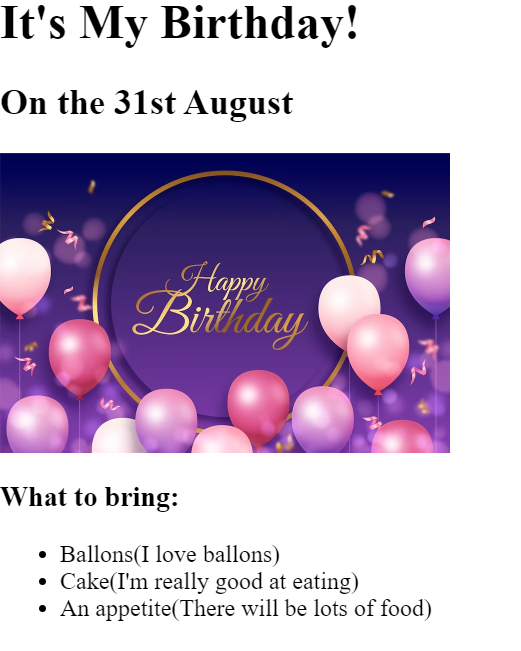 It's My Birthday!
On the 31st August
Happy
Birthday
What to bring:
• Ballons(I love ballons)
• Cake(I'm really good at eating)
• An appetite(There will be lots of food)